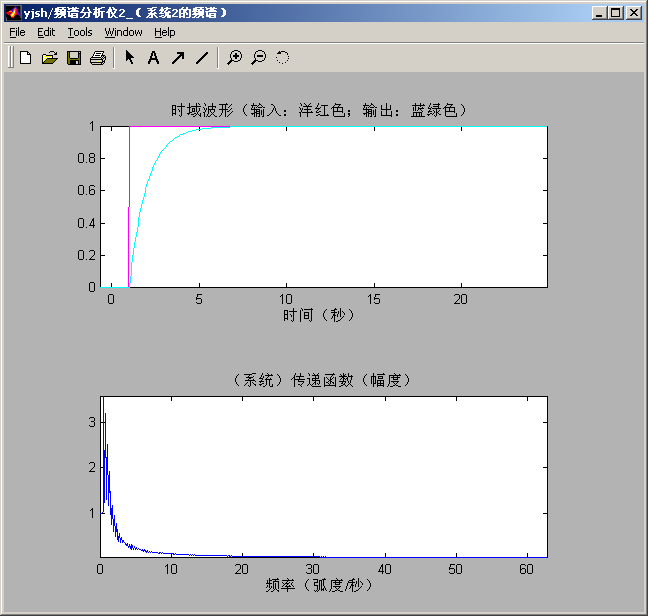 yjsh/频谱分析仪2_（系统2的频谱）
File Edit Tools Window Help
A
时域波形（输入：洋红色；输出：蓝绿色）
1
0.8
0.6
0.4
0.2
0
0 5 10 15 20
时间（秒）
（系统）传递函数（幅度）
3
2
1
0 10 20 30 40 50 60
频率（弧度/秒）